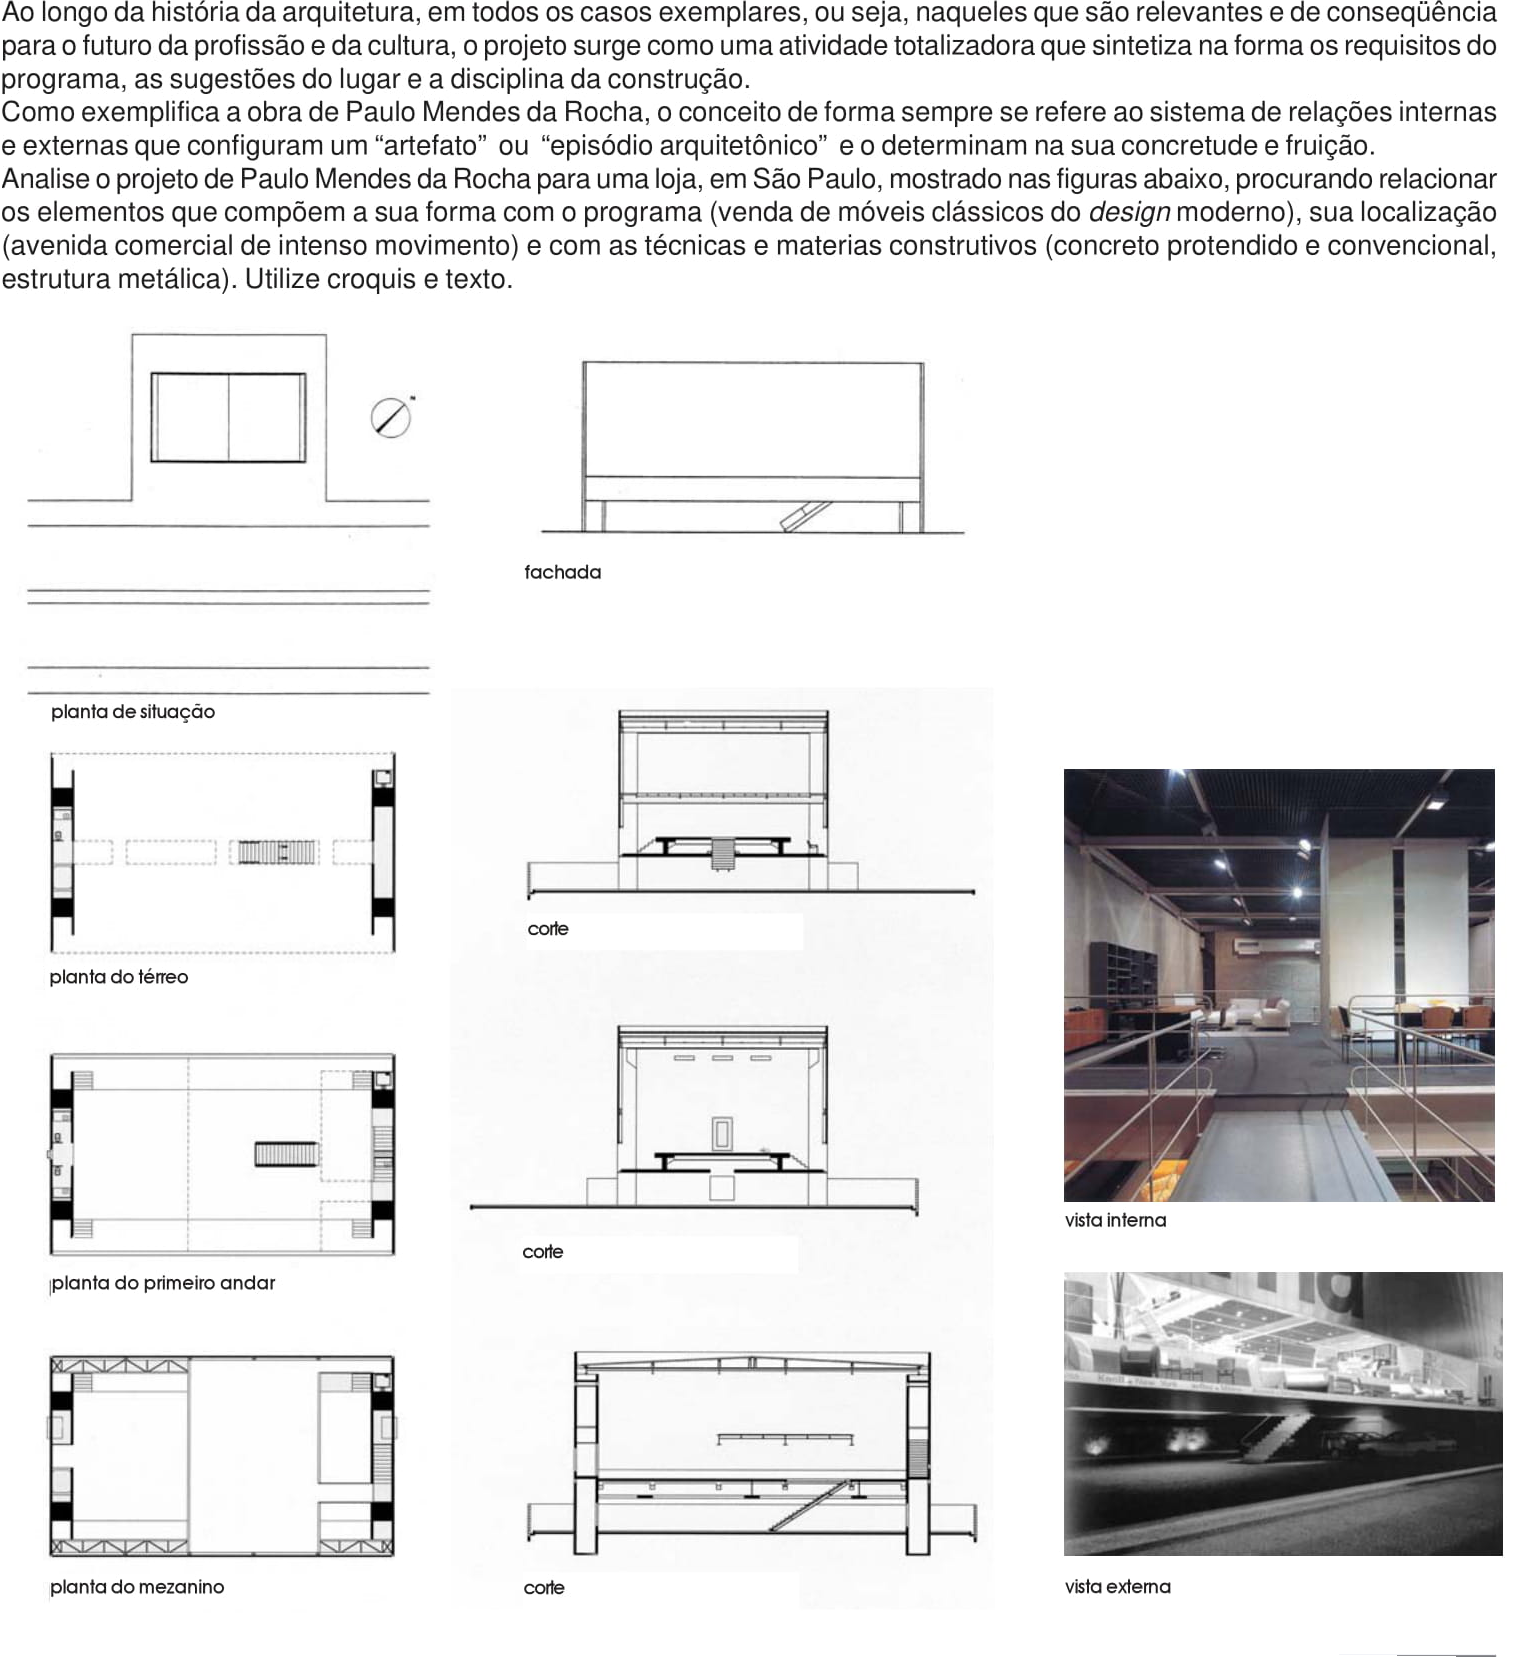 Ao longo da história da arquitetura, em todos os casos exemplares, ou seja, naqueles que são relevantes e de conseqüência
para o futuro da profissão e da cultura, o projeto surge como uma atividade totalizadora que sintetiza na forma os requisitos do
programa, as sugestões do lugar e a disciplina da construção.
Como exemplifica a obra de Paulo Mendes da Rocha, o conceito de forma sempre se refere ao sistema de relações internas
e externas que configuram um “artefato” ou “episódio arquitetônico” e o determinam na sua concretude e fruição.
Analise o projeto de Paulo Mendes da Rocha para uma loja, em São Paulo, mostrado nas figuras abaixo, procurando relacionar
os elementos que compõem a sua forma com o programa (venda de móveis clássicos do design moderno), sua localização
(avenida comercial de intenso movimento) e com as técnicas e materias construtivos (concreto protendido e convencional,
estrutura metálica). Utilize croquis e texto.
N
fachada
planta de situação
corte
planta do térreo
vista interna
corte
planta do primeiro andar
Knoll New York
planta do mezanino
corte
vista externa